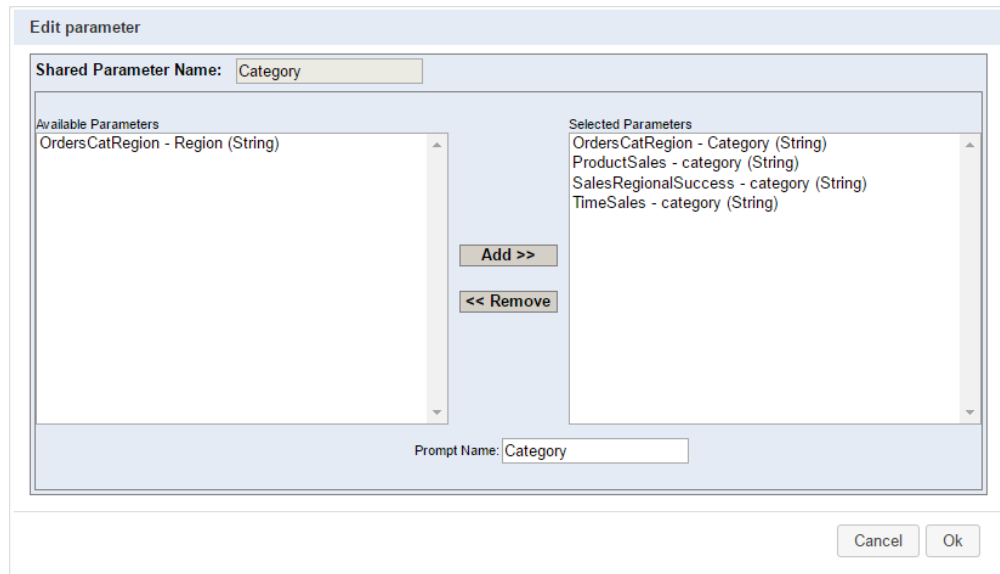 Edit parameter
Shared Parameter Name: Category
Available Parameters
OrdersCatRegion - Region (String)
Selected Parameters
OrdersCatRegion - Category (String)
ProductSales - category (String)
SalesRegionalSuccess - category (String)
TimeSales - category (String)
Add >>
<< Remove
Prompt Name: Category
Cancel
Ok